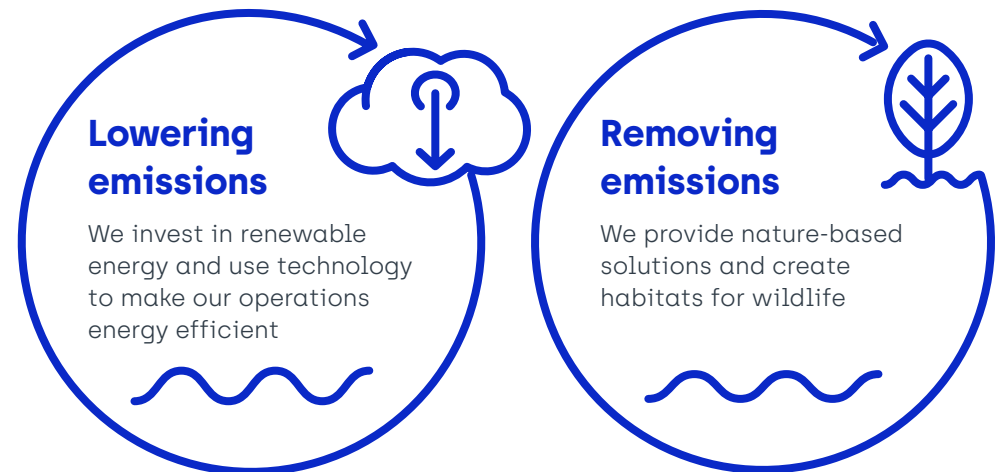 Lowering
emissions
We invest in renewable
energy and use technology
to make our operations
energy efficient
Removing
emissions
We provide nature-based
solutions and create
habitats for wildlife